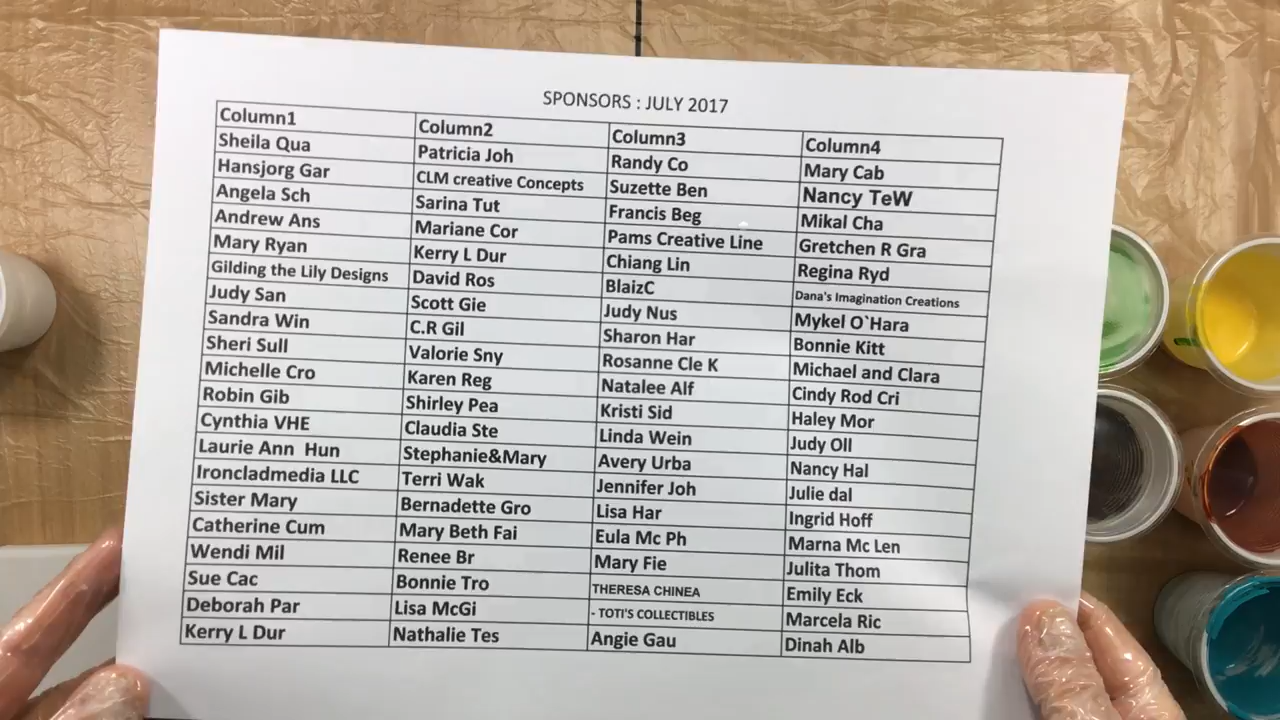 SPONSORS : JULY 2017
Column1 Column2 Column3 Column4
Sheila Qua Patricia Joh Randy Co Mary Cab
Hansjorg Gar CLM creative Concepts Suzette Ben Nancy TeW
Angela Sch Sarina Tut Francis Beg Mikal Cha
Andrew Ans Mariane Cor Pams Creative Line Gretchen R Gra
Mary Ryan Kerry L Dur Chiang Lin Regina Ryd
Gilding the Lily Designs David Ros BlaizC Dana's Imagination Creations
Judy San Scott Gie Judy Nus Mykel O`Hara
Sandra Win C.R Gil Sharon Har Bonnie Kitt
Sheri Sull Valorie Sny Rosanne Cle K Michael and Clara
Michelle Cro Karen Reg Natalee Alf Cindy Rod Cri
Robin Gib Shirley Pea Kristi Sid Haley Mor
Cynthia VHE Claudia Ste Linda Wein Judy Oll
Laurie Ann Hun Stephanie&Mary Avery Urba Nancy Hal
Ironcladmedia LLC Terri Wak Jennifer Joh Julie dal
Sister Mary Bernadette Gro Lisa Har Ingrid Hoff
Catherine Cum Mary Beth Fai Eula Mc Ph Marna Mc Len
Wendi Mil Renee Br Mary Fie Julita Thom
Sue Cac Bonnie Tro THERESA CHINEA Emily Eck
Deborah Par Lisa McGi - TOTI'S COLLECTIBLES Marcela Ric
Kerry L Dur Nathalie Tes Angie Gau Dinah Alb